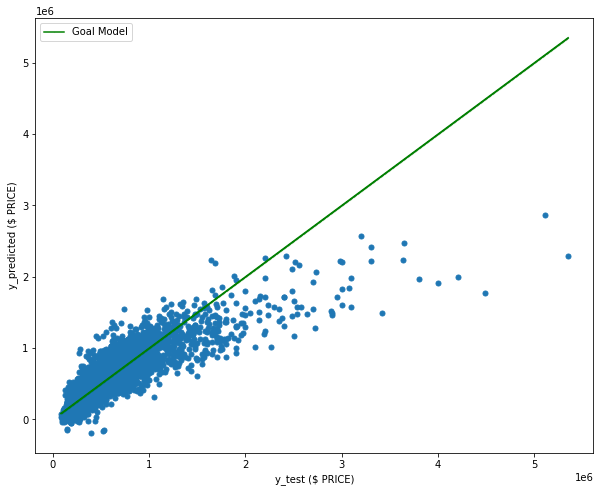 1e6
Goal Model
5
4
3
2
1
0
y_predicted ($ PRICE)
0 1 2 3 4 5
1e6
y_test ($ PRICE)